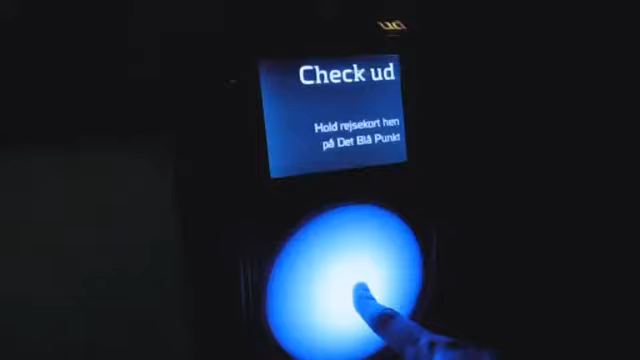 Check ud
Hold rejsekort hen
på Det Blå Punkt